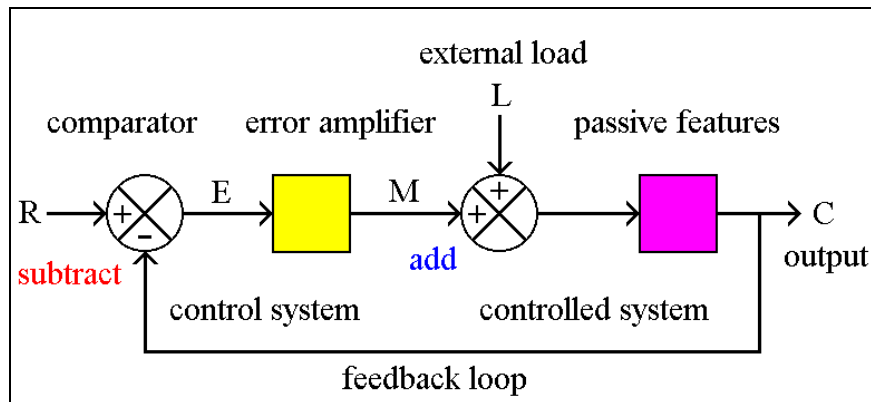 external load
L
comparator
error amplifier
passive features
R
+
-
E
M
+
+
C
subtract
add
output
control system
controlled system
feedback loop